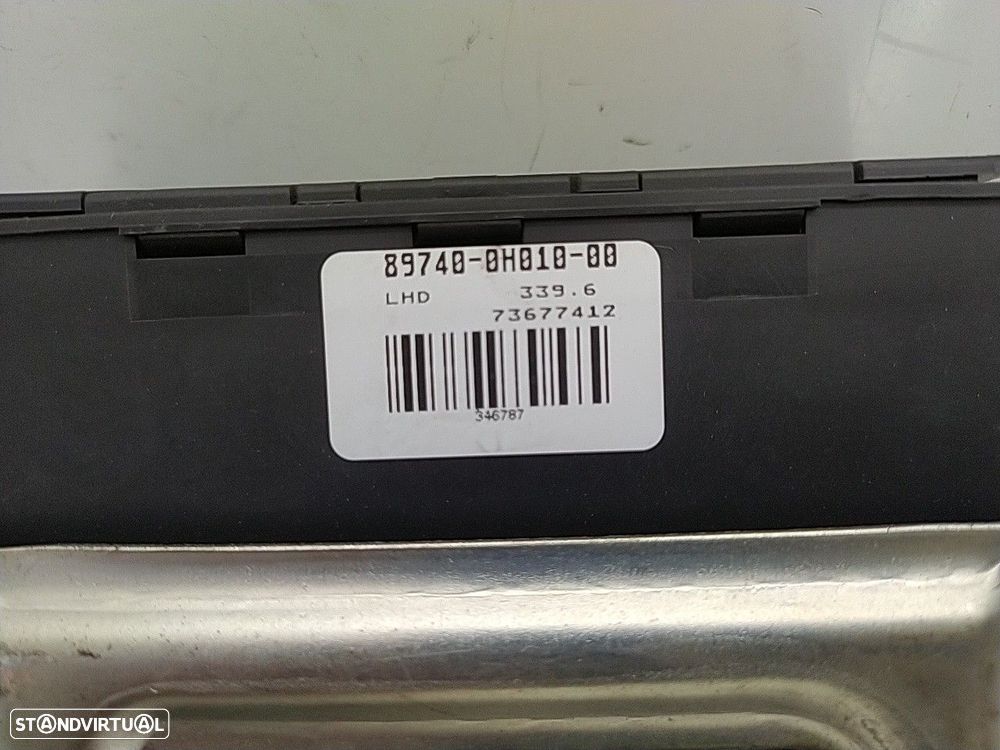 89740-0H010-00
LHD 339.6
73677412
346787
STANDVIRTUAL